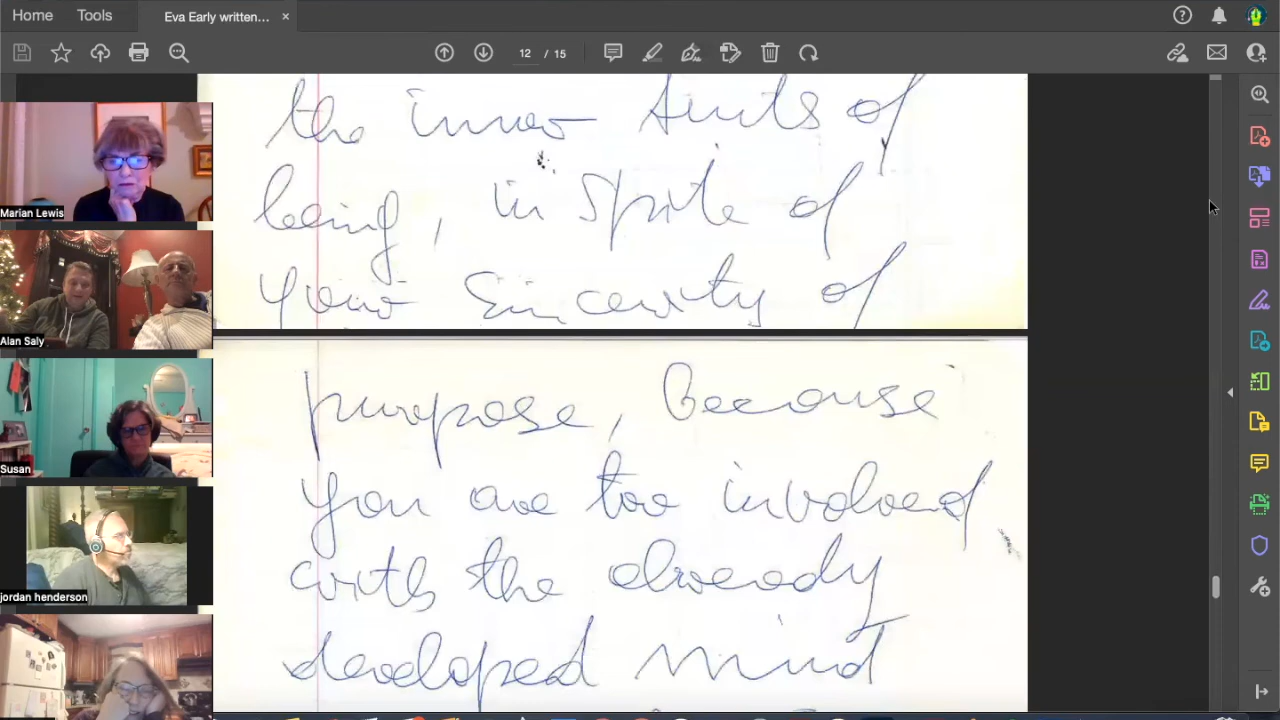 Home
Tools
Eva Early written...
×
12 / 15
the inner
of
being, in Spite of
your Sincerity of
purpose, Because
you are too involved
with the already
developed mind
Marian Lewis
Alan Saly
Susan
jordan henderson